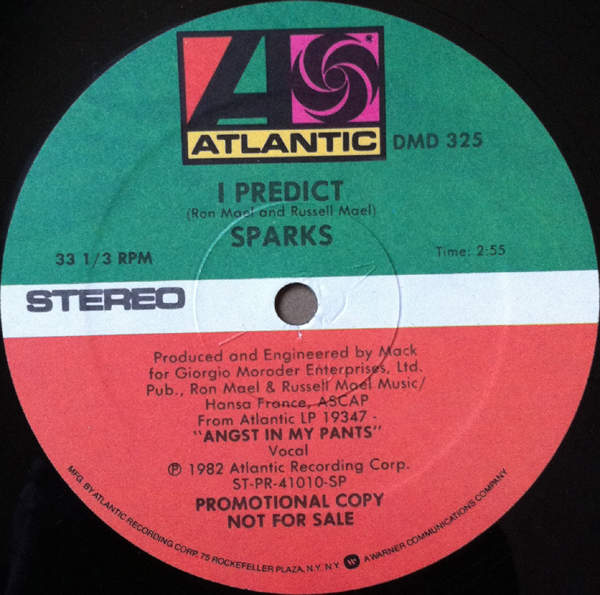 ATLANTIC
DMD 325
I PREDICT
(Ron Mael and Russell Mael)
SPARKS
33 1/3 RPM
Time: 2:55
STEREO
Produced and Engineered by Mack
for Giorgio Moroder Enterprises, Ltd.
Pub., Ron Mael & Russell Mael Music/
Hansa France, ASCAP
From Atlantic LP 19347 -
"ANGST IN MY PANTS"
Vocal
℗ 1982 Atlantic Recording Corp.
ST-PR-41010-SP
PROMOTIONAL COPY
NOT FOR SALE
MFG. BY ATLANTIC RECORDING CORP. 75 ROCKEFELLER PLAZA, N.Y. N.Y. A WARNER COMMUNICATIONS COMPANY